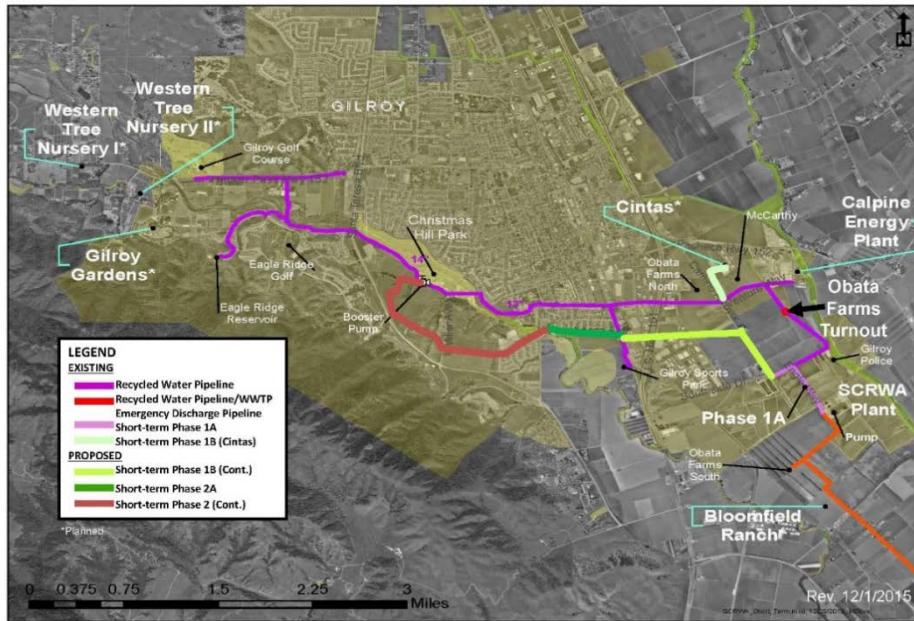 N
GILROY
Western
Tree
Nursery I*
Western
Tree
Nursery II*
Gilroy Golf
Course
Gilroy
Gardens*
Eagle Ridge
Golf
Eagle Ridge
Reservoir
Christmas
Hill Park
14"
Booster
Pump
12"
Cintas*
McCarthy
Obata
Farms
North
Calpine
Energy
Plant
Obata
Farms
Turnout
Gilroy
Police
Gilroy Sports
Park
Phase 1A
SCRWA
Plant
Pump
Obata
Farms
South
Bloomfield
Ranch
LEGEND
EXISTING
Recycled Water Pipeline
Recycled Water Pipeline/WWTP
Emergency Discharge Pipeline
Short-term Phase 1A
Short-term Phase 1B (Cintas)
PROPOSED
Short-term Phase 1B (Cont.)
Short-term Phase 2A
Short-term Phase 2 (Cont.)
*Planned
0 0.375 0.75 1.5 2.25 3
Miles
Rev. 12/1/2015